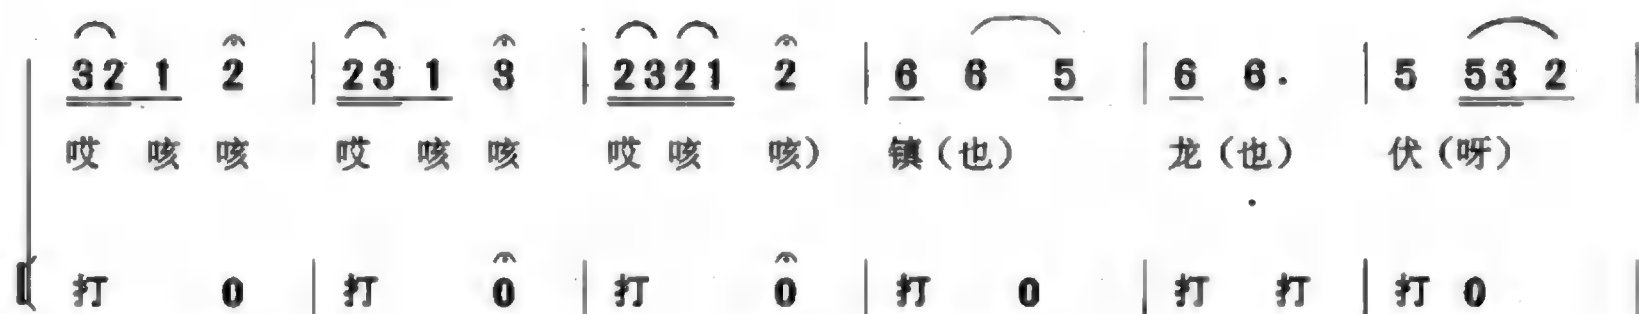 32 1 2 | 23 1 3 | 2321 2 | 6 6 5 | 6 6. | 5 53 2 |
哎 咳 咳 哎 咳 咳 哎 咳 咳） 镇（也） 龙（也） 伏（呀）
打 0 | 打 0 | 打 0 | 打 0 | 打 打 | 打 0